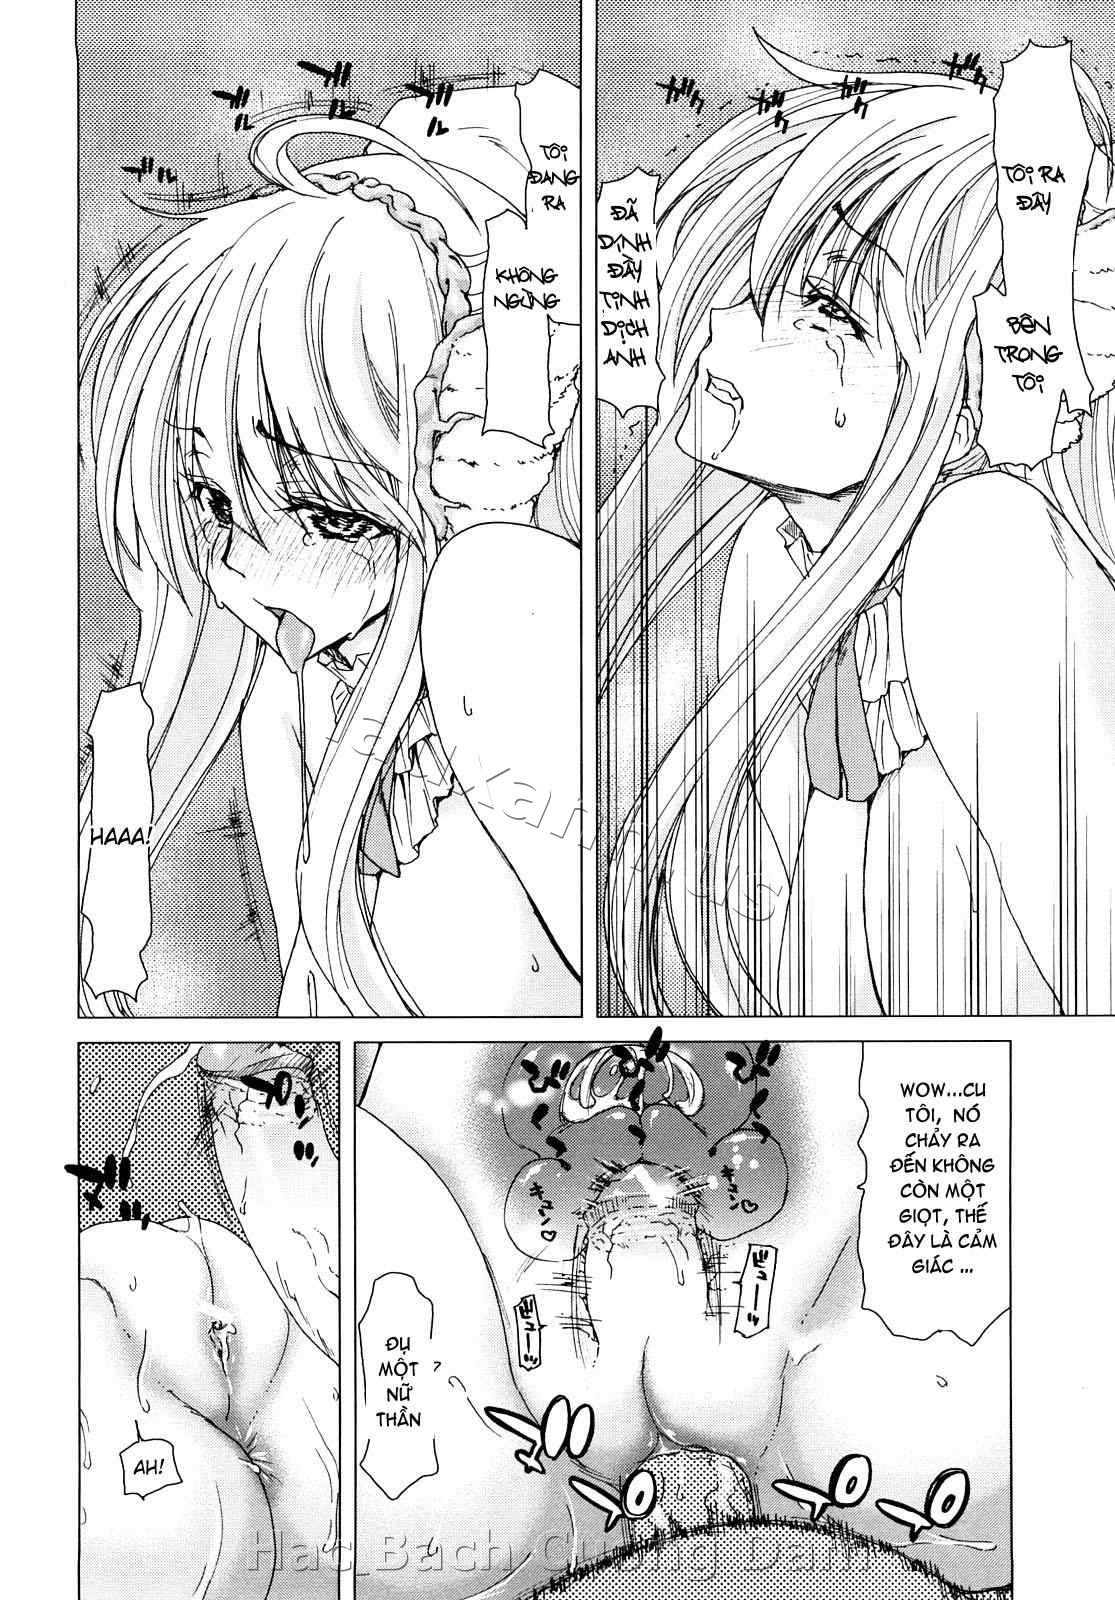 TÔI RA
ĐÂY
BÊN
TRONG
TÔI
ĐÃ
DÍNH
ĐẦY
TINH
DỊCH
ANH
TÔI
ĐANG
RA
KHÔNG
NGỪNG
HAAA!
WOW...CU
TÔI, NÓ
CHẢY RA
ĐẾN KHÔNG
CÒN MỘT
GIỌT, THẾ
ĐÂY LÀ CẢM
GIÁC ...
ĐỤ
MỘT
NỮ
THẦN
AH!